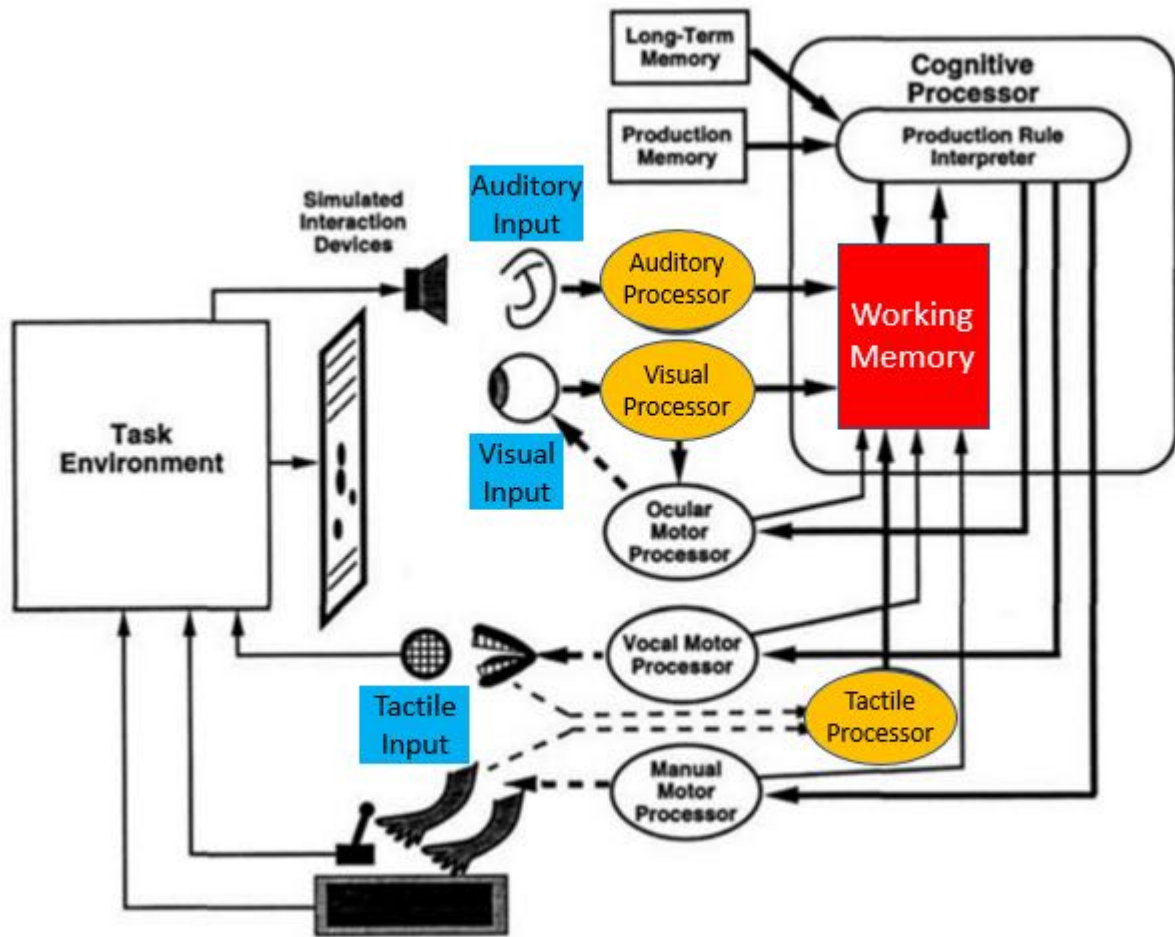 Long-Term
Memory
Cognitive
Processor
Production
Memory
Production Rule
Interpreter
Simulated
Interaction
Devices
Auditory
Input
Auditory
Processor
Working
Memory
Visual
Processor
Task
Environment
Visual
Input
Ocular
Motor
Processor
Vocal Motor
Processor
Tactile
Input
Tactile
Processor
Manual
Motor
Processor